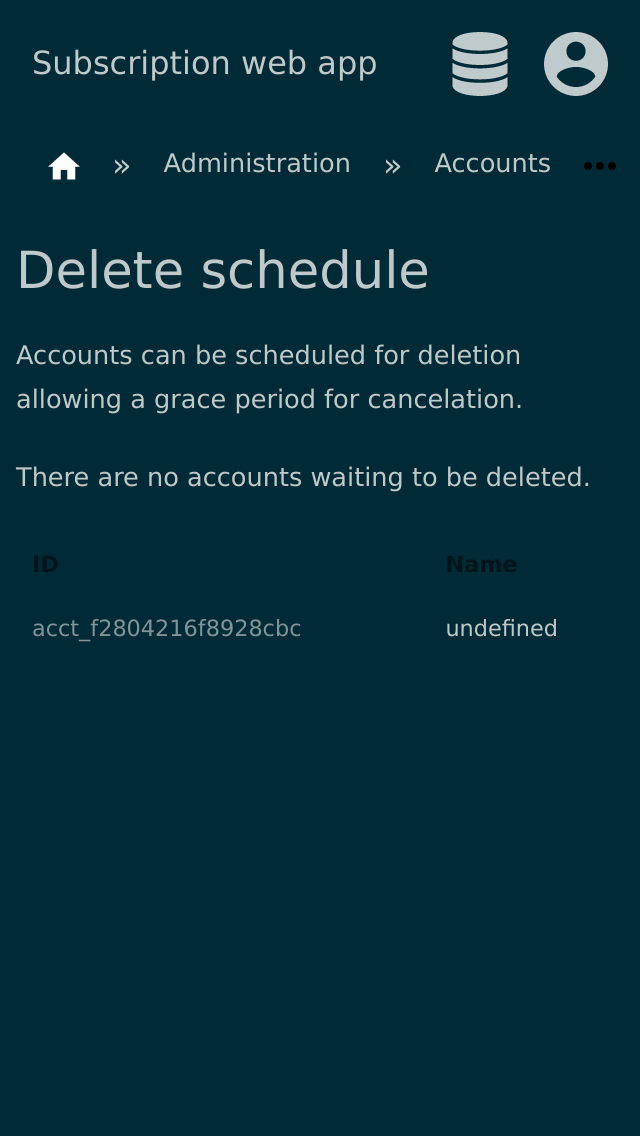 Subscription web app
» Administration » Accounts •••
Delete schedule
Accounts can be scheduled for deletion
allowing a grace period for cancelation.
There are no accounts waiting to be deleted.
ID Name
acct_f2804216f8928cbc undefined